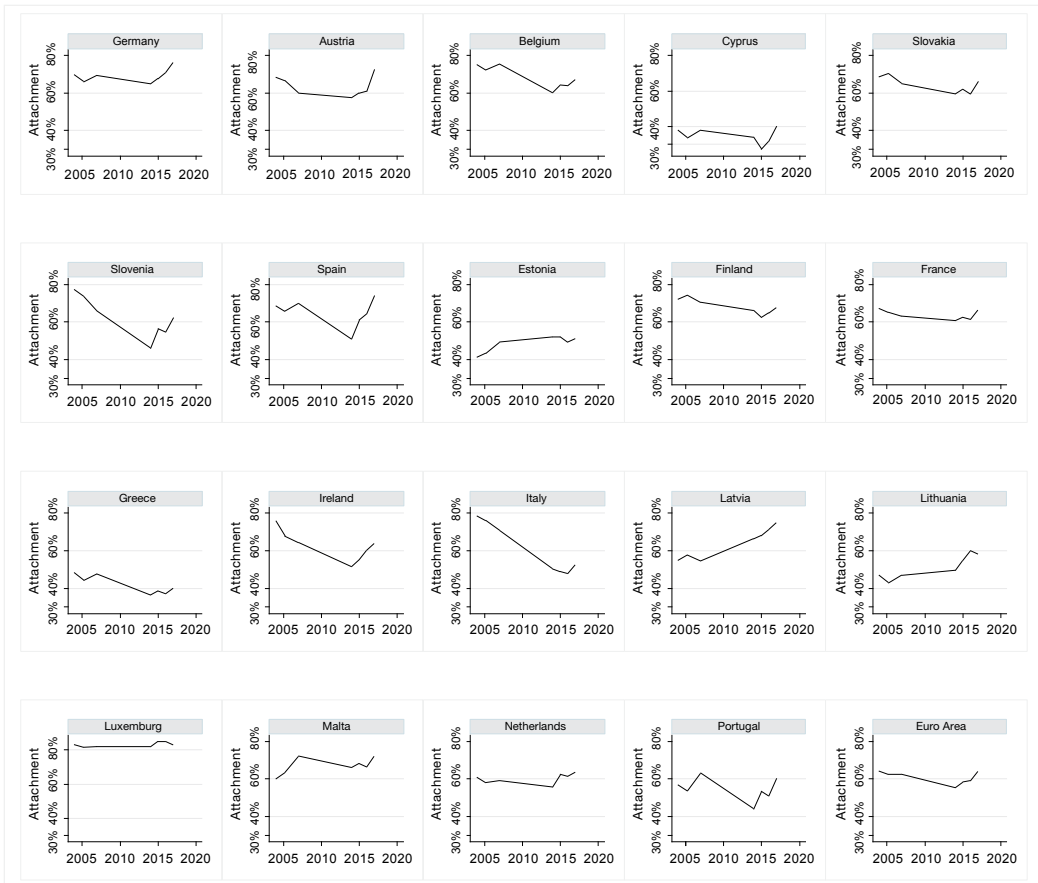 Germany
Attachment
30% 40% 60% 80%
2005 2010 2015 2020
Austria
Attachment
30% 40% 60% 80%
2005 2010 2015 2020
Belgium
Attachment
30% 40% 60% 80%
2005 2010 2015 2020
Cyprus
Attachment
30% 40% 60% 80%
2005 2010 2015 2020
Slovakia
Attachment
30% 40% 60% 80%
2005 2010 2015 2020
Slovenia
Attachment
30% 40% 60% 80%
2005 2010 2015 2020
Spain
Attachment
30% 40% 60% 80%
2005 2010 2015 2020
Estonia
Attachment
30% 40% 60% 80%
2005 2010 2015 2020
Finland
Attachment
30% 40% 60% 80%
2005 2010 2015 2020
France
Attachment
30% 40% 60% 80%
2005 2010 2015 2020
Greece
Attachment
30% 40% 60% 80%
2005 2010 2015 2020
Ireland
Attachment
30% 40% 60% 80%
2005 2010 2015 2020
Italy
Attachment
30% 40% 60% 80%
2005 2010 2015 2020
Latvia
Attachment
30% 40% 60% 80%
2005 2010 2015 2020
Lithuania
Attachment
30% 40% 60% 80%
2005 2010 2015 2020
Luxemburg
Attachment
30% 40% 60% 80%
2005 2010 2015 2020
Malta
Attachment
30% 40% 60% 80%
2005 2010 2015 2020
Netherlands
Attachment
30% 40% 60% 80%
2005 2010 2015 2020
Portugal
Attachment
30% 40% 60% 80%
2005 2010 2015 2020
Euro Area
Attachment
30% 40% 60% 80%
2005 2010 2015 2020